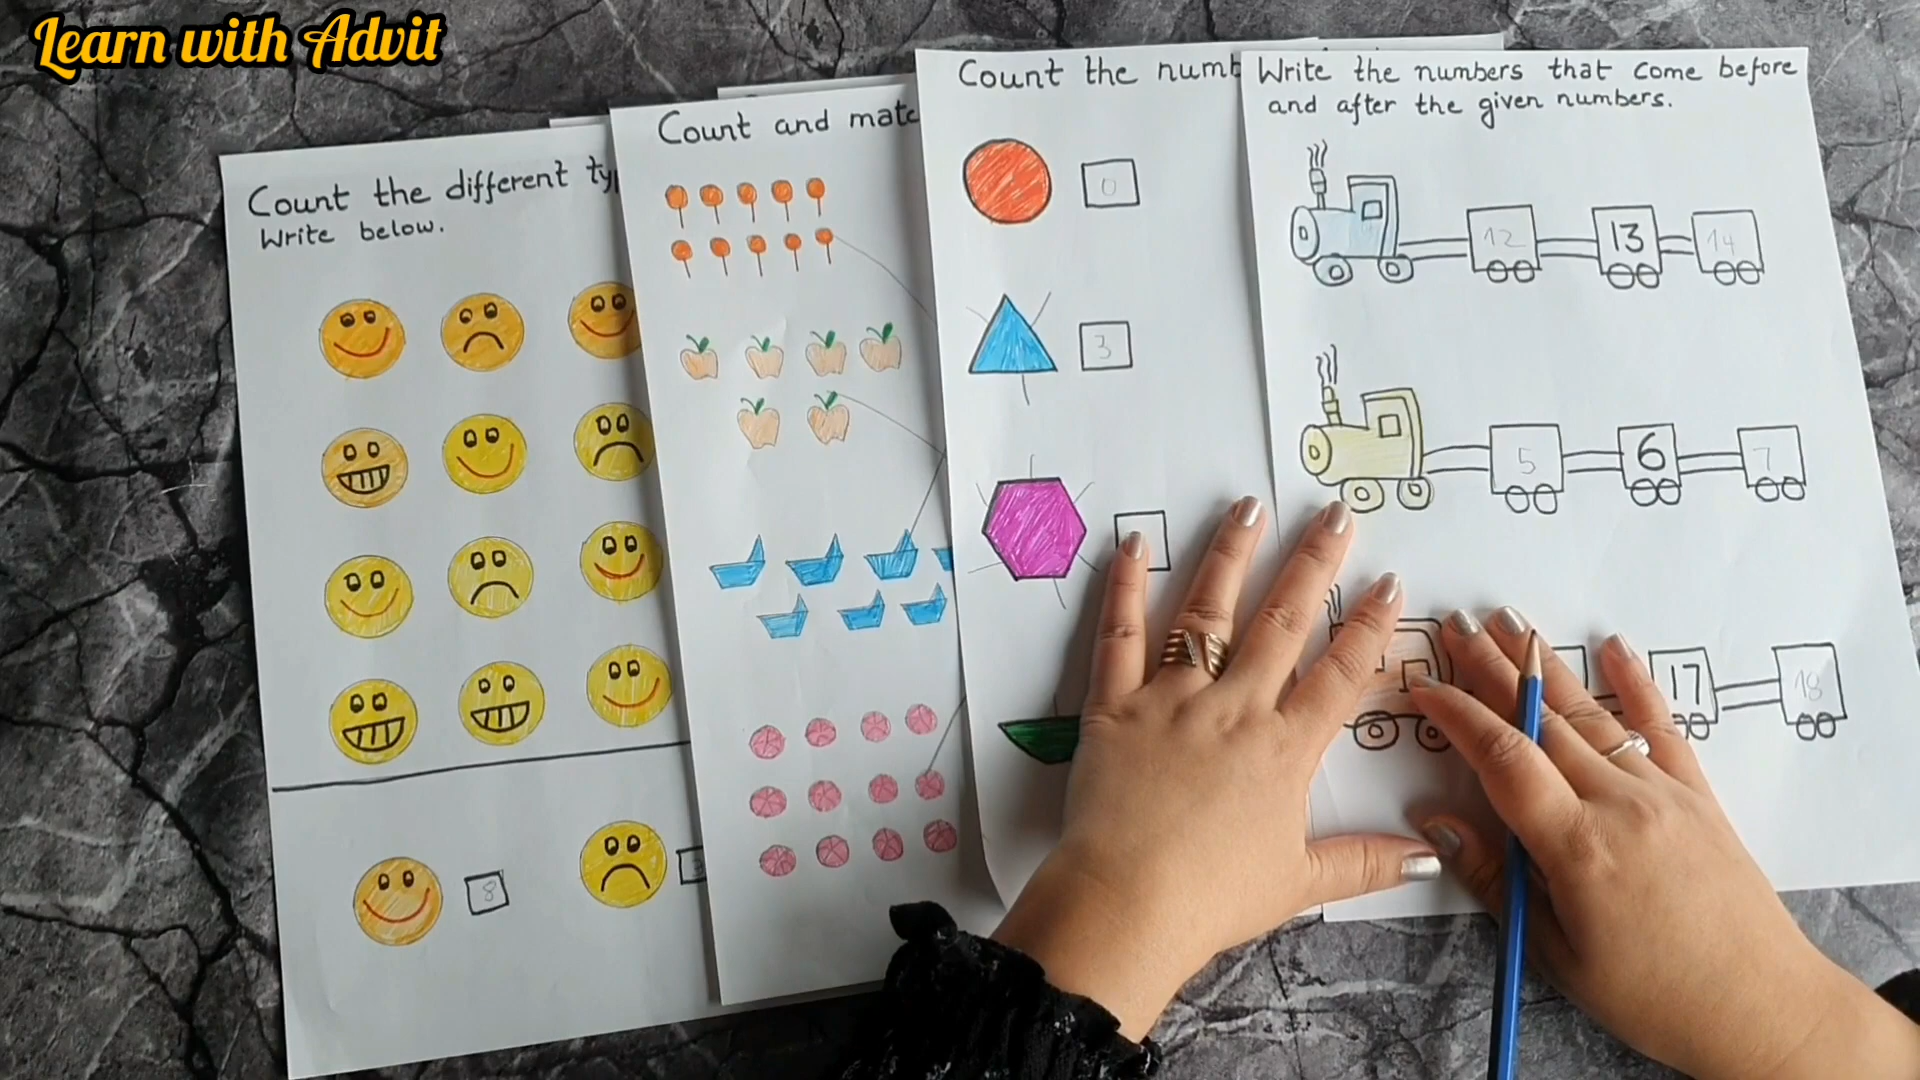 Learn with Advit
Count the different ty
Write below.
8
Count and matc
Count the numb
0
3
Write the numbers that come before
and after the given numbers.
12 13 14
5 6 7
17 18